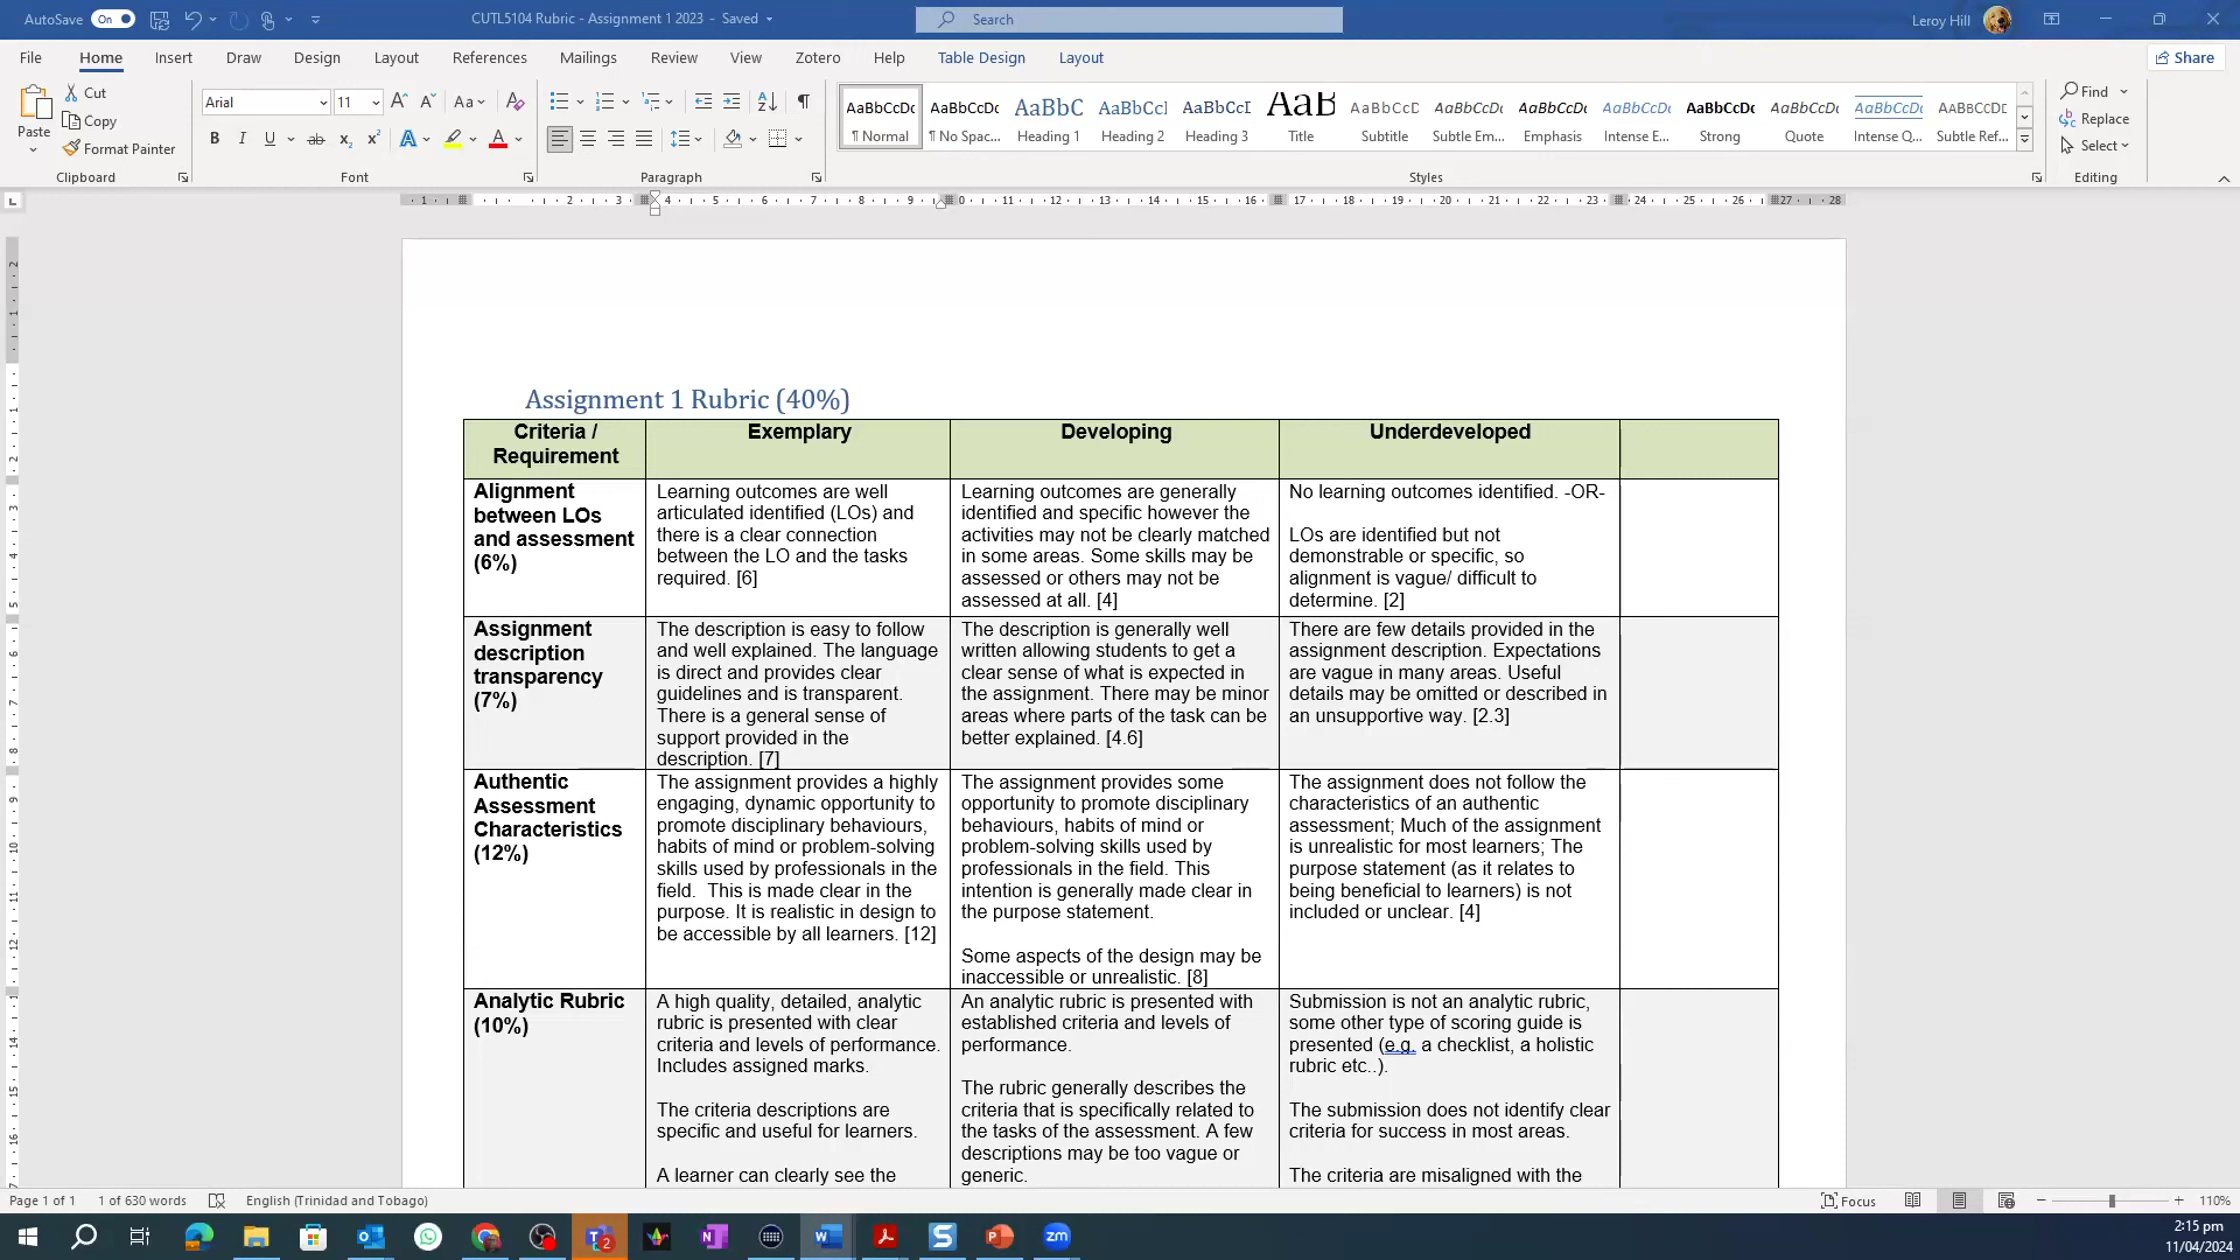 AutoSave On CUTL5104 Rubric - Assignment 1 2023 - Saved Search Leroy Hill
File Home Insert Draw Design Layout References Mailings Review View Zotero Help Table Design Layout Share
Paste Cut Copy Format Painter Clipboard
Arial 11 Font
Paragraph
AaBbCcDc AaBbCcDc AaBbC AaBbCcI AaBbCcI AaB AaBbCcD AaBbCcDc AaBbCcDc AaBbCcDc AaBbCcDc AaBbCcDc AaBbCcDc AaBbCcDd
¶ Normal ¶ No Spac... Heading 1 Heading 2 Heading 3 Title Subtitle Subtle Em... Emphasis Intense E... Strong Quote Intense Q... Subtle Ref...
Styles
Find
Replace
Select
Editing
Assignment 1 Rubric (40%)
Criteria /
Requirement
Exemplary
Developing
Underdeveloped
Alignment
between LOs
and assessment
(6%)
Learning outcomes are well
articulated identified (LOs) and
there is a clear connection
between the LO and the tasks
required. [6]
Learning outcomes are generally
identified and specific however the
activities may not be clearly matched
in some areas. Some skills may be
assessed or others may not be
assessed at all. [4]
No learning outcomes identified. -OR-
LOs are identified but not
demonstrable or specific, so
alignment is vague/ difficult to
determine. [2]
Assignment
description
transparency
(7%)
The description is easy to follow
and well explained. The language
is direct and provides clear
guidelines and is transparent.
There is a general sense of
support provided in the
description. [7]
The description is generally well
written allowing students to get a
clear sense of what is expected in
the assignment. There may be minor
areas where parts of the task can be
better explained. [4.6]
There are few details provided in the
assignment description. Expectations
are vague in many areas. Useful
details may be omitted or described in
an unsupportive way. [2.3]
Authentic
Assessment
Characteristics
(12%)
The assignment provides a highly
engaging, dynamic opportunity to
promote disciplinary behaviours,
habits of mind or problem-solving
skills used by professionals in the
field. This is made clear in the
purpose. It is realistic in design to
be accessible by all learners. [12]
The assignment provides some
opportunity to promote disciplinary
behaviours, habits of mind or
problem-solving skills used by
professionals in the field. This
intention is generally made clear in
the purpose statement.
Some aspects of the design may be
inaccessible or unrealistic. [8]
The assignment does not follow the
characteristics of an authentic
assessment; Much of the assignment
is unrealistic for most learners; The
purpose statement (as it relates to
being beneficial to learners) is not
included or unclear. [4]
Analytic Rubric
(10%)
A high quality, detailed, analytic
rubric is presented with clear
criteria and levels of performance.
Includes assigned marks.
The criteria descriptions are
specific and useful for learners.
A learner can clearly see the
An analytic rubric is presented with
established criteria and levels of
performance.
The rubric generally describes the
criteria that is specifically related to
the tasks of the assessment. A few
descriptions may be too vague or
generic.
Submission is not an analytic rubric,
some other type of scoring guide is
presented (e.g. a checklist, a holistic
rubric etc..).
The submission does not identify clear
criteria for success in most areas.
The criteria are misaligned with the
Page 1 of 1 1 of 630 words English (Trinidad and Tobago) Focus 110%
2:15 pm
11/04/2024